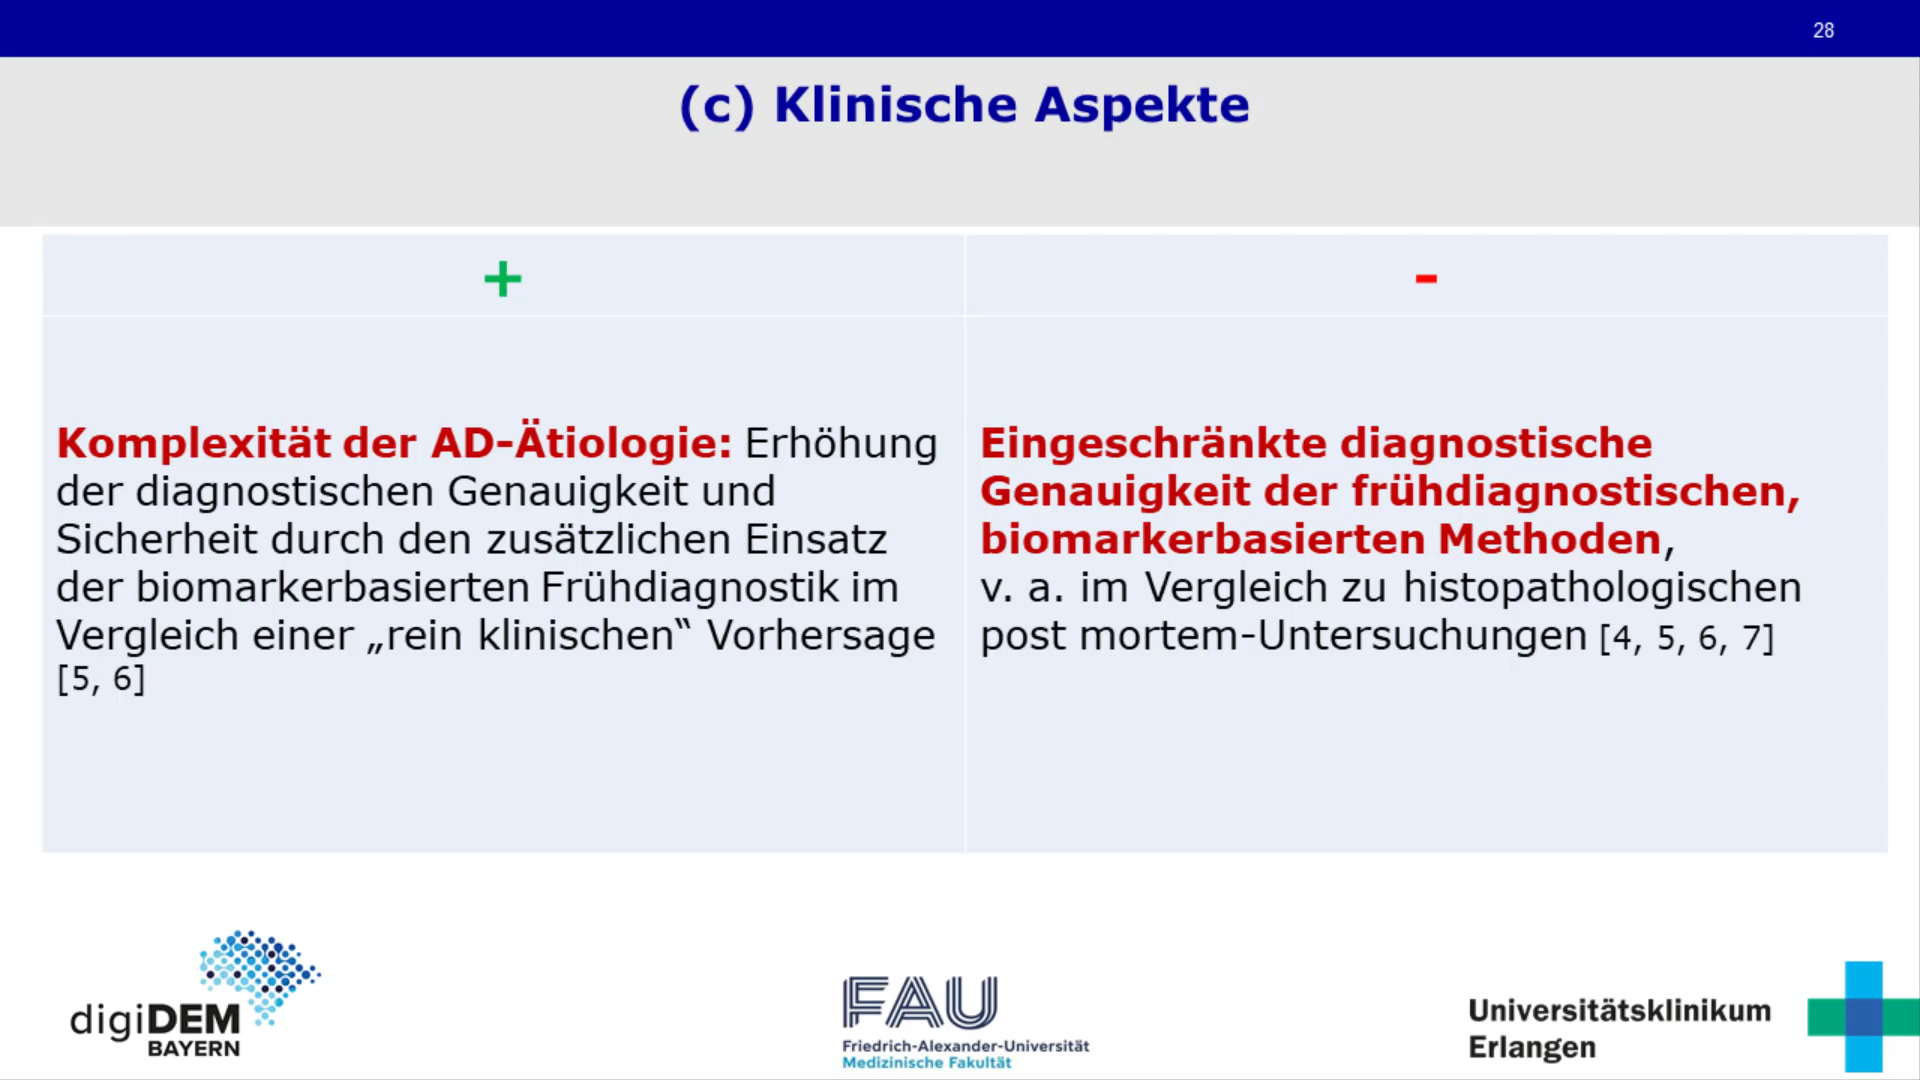 28
(c) Klinische Aspekte
+
-
Komplexität der AD-Ätiologie: Erhöhung
der diagnostischen Genauigkeit und
Sicherheit durch den zusätzlichen Einsatz
der biomarkerbasierten Frühdiagnostik im
Vergleich einer „rein klinischen‟ Vorhersage
[5, 6]
Eingeschränkte diagnostische
Genauigkeit der frühdiagnostischen,
biomarkerbasierten Methoden,
v. a. im Vergleich zu histopathologischen
post mortem-Untersuchungen [4, 5, 6, 7]
digiDEM
BAYERN
FAU
Friedrich-Alexander-Universität
Medizinische Fakultät
Universitätsklinikum
Erlangen